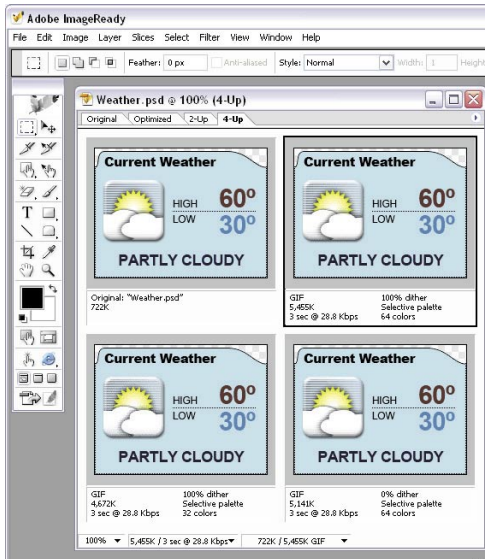 Adobe ImageReady
File Edit Image Layer Slices Select Filter View Window Help
Feather: 0 px Anti-aliased Style: Normal Width: 1 Height
Weather.psd @ 100% (4-Up)
Original Optimized 2-Up 4-Up
Current Weather
HIGH 60º
LOW 30º
PARTLY CLOUDY
Original: "Weather.psd"
722K
Current Weather
HIGH 60º
LOW 30º
PARTLY CLOUDY
GIF 100% dither
5,455K Selective palette
3 sec @ 28.8 Kbps 64 colors
Current Weather
HIGH 60º
LOW 30º
PARTLY CLOUDY
GIF 100% dither
4,672K Selective palette
3 sec @ 28.8 Kbps 32 colors
Current Weather
HIGH 60º
LOW 30º
PARTLY CLOUDY
GIF 0% dither
5,141K Selective palette
3 sec @ 28.8 Kbps 64 colors
100% 5,455K / 3 sec @ 28.8 Kbps 722K / 5,455K GIF
T